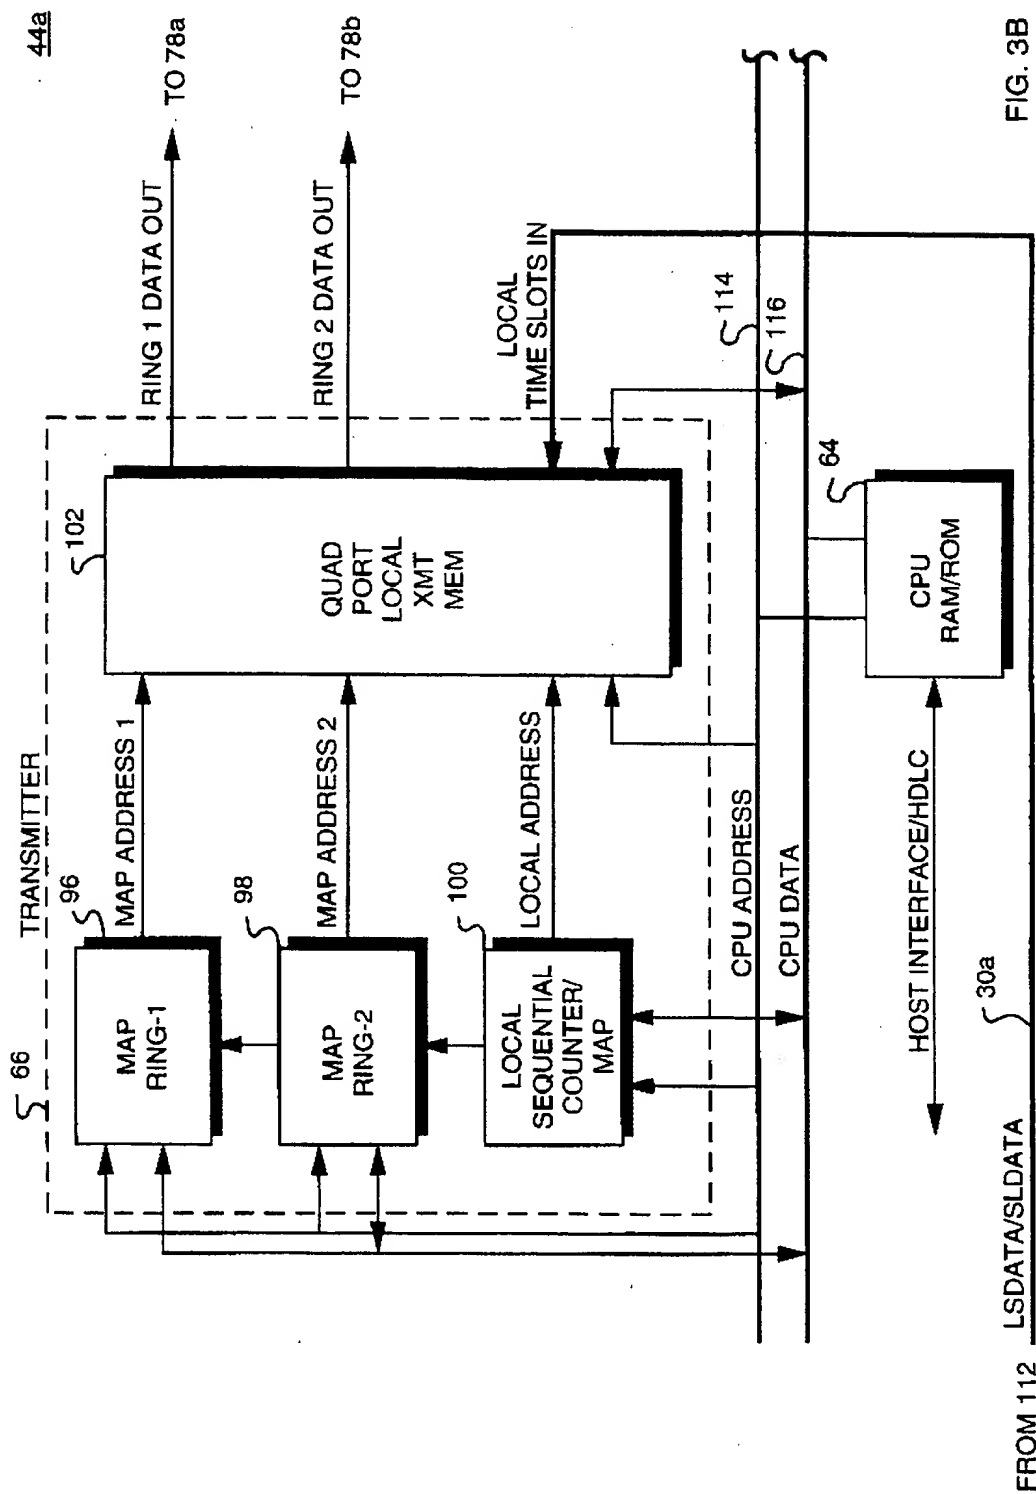 44a
TRANSMITTER
66
96
MAP
RING-1
MAP ADDRESS 1
102
RING 1 DATA OUT
TO 78a
98
MAP
RING-2
MAP ADDRESS 2
QUAD
PORT
LOCAL
XMT
MEM
RING 2 DATA OUT
TO 78b
100
LOCAL
SEQUENTIAL
COUNTER/
MAP
LOCAL ADDRESS
LOCAL
TIME SLOTS IN
CPU ADDRESS
114
CPU DATA
116
HOST INTERFACE/HDLC
64
CPU
RAM/ROM
30a
FROM 112
LSDATA/SLDATA
FIG. 3B